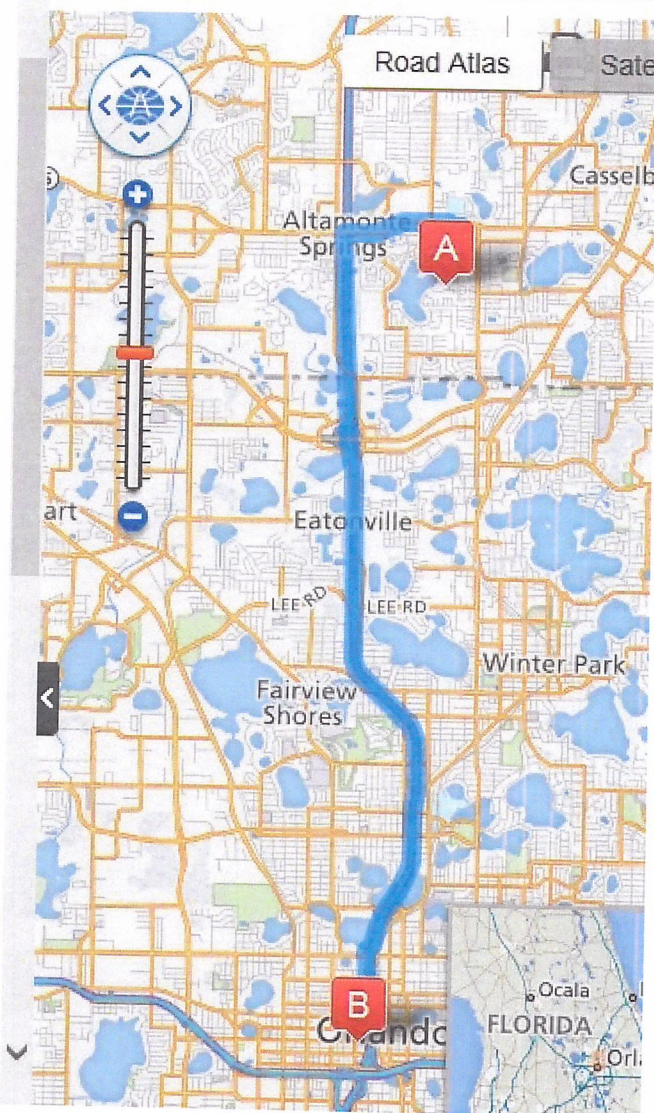 Road Atlas
Sate
Casselb
Altamonte
Springs
A
art
Eatonville
LEE RD
LEE RD
Winter Park
Fairview
Shores
B
Orlando
Ocala
FLORIDA
Orl